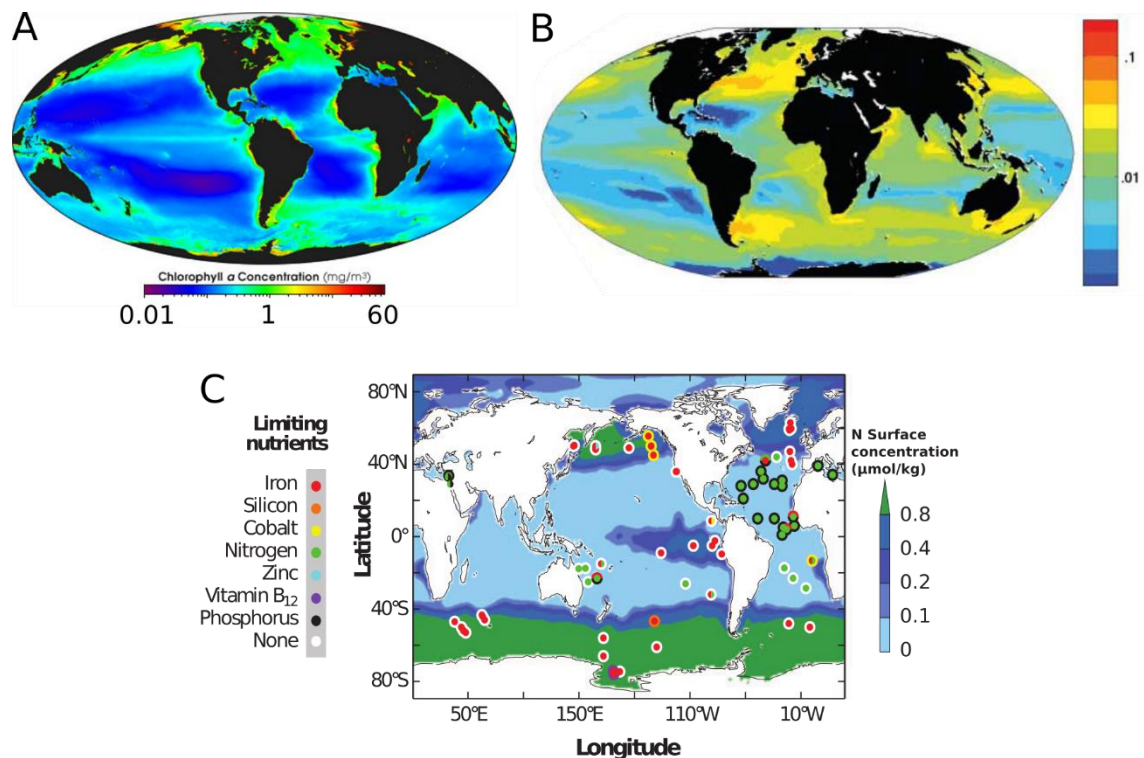 A
B
Chlorophyll a Concentration (mg/m³)
0.01 1 60
.1
.01
C
Limiting
nutrients
Iron
Silicon
Cobalt
Nitrogen
Zinc
Vitamin B₁₂
Phosphorus
None
Latitude
80°N
40°N
0°
40°S
80°S
50°E 150°E 110°W 10°W
Longitude
N Surface
concentration
(μmol/kg)
0.8
0.4
0.2
0.1
0